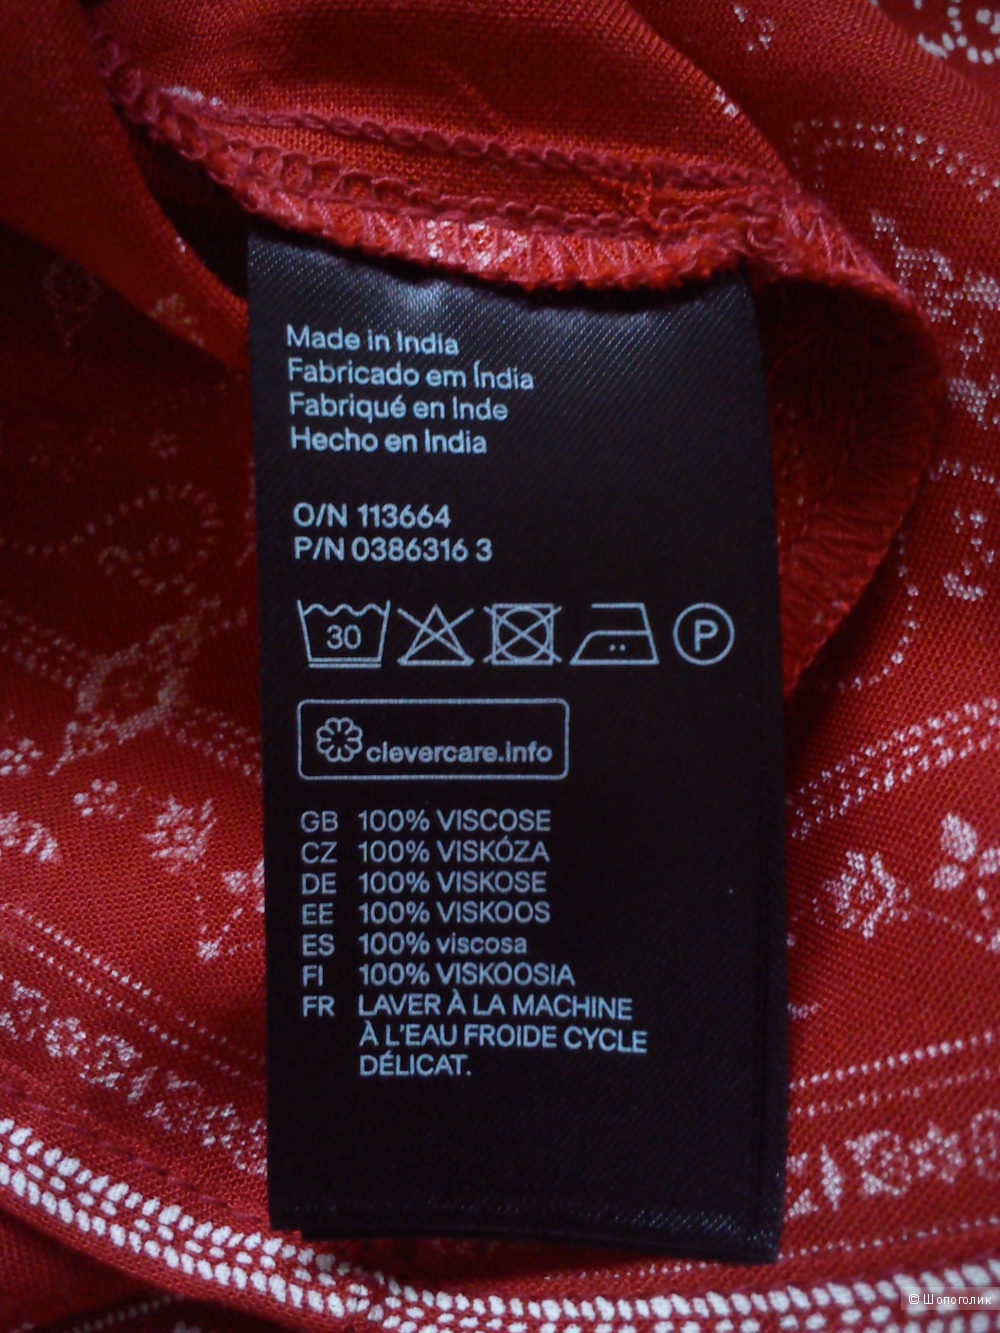 Made in India
Fabricado em Índia
Fabriqué en Inde
Hecho en India
O/N 113664
P/N 0386316 3
30 P
clevercare.info
GB 100% VISCOSE
CZ 100% VISKÓZA
DE 100% VISKOSE
EE 100% VISKOOS
ES 100% viscosa
FI 100% VISKOOSIA
FR LAVER À LA MACHINE
À L'EAU FROIDE CYCLE
DÉLICAT.
© Шопоголик